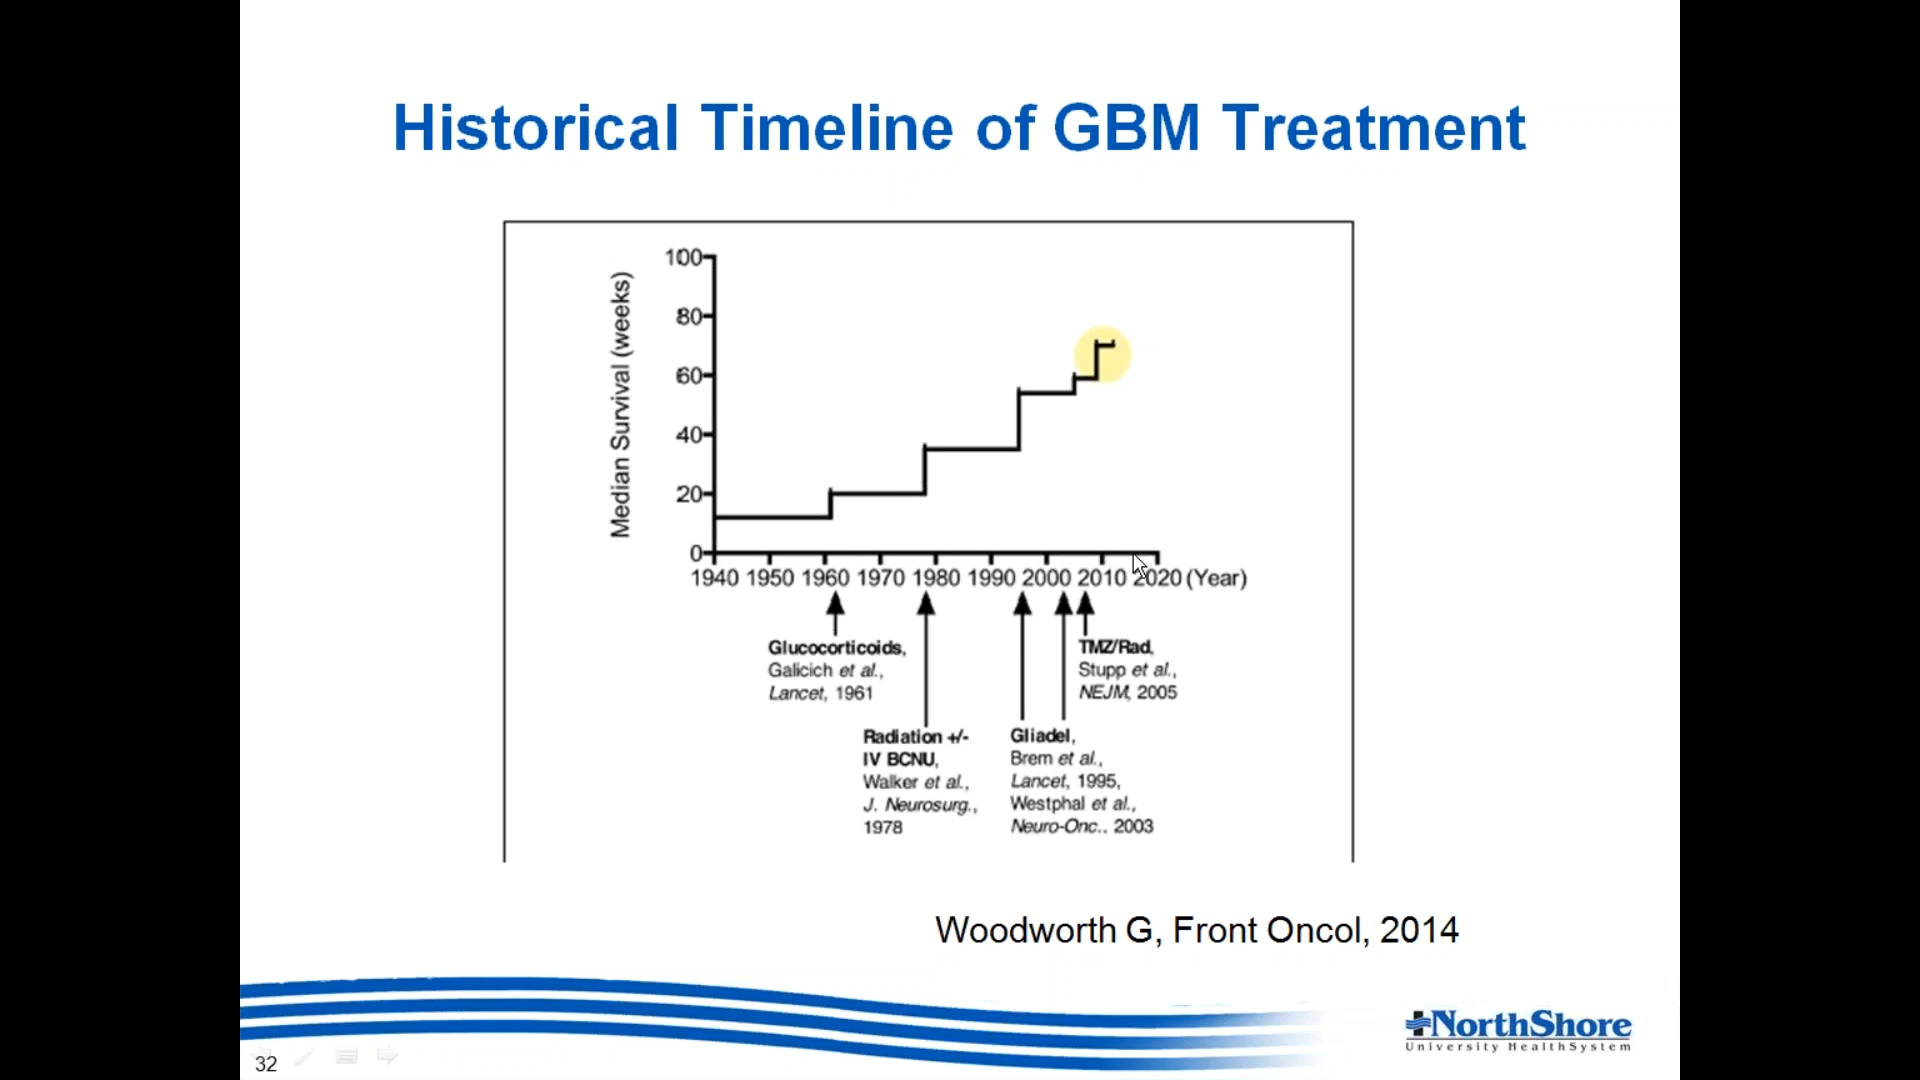 Historical Timeline of GBM Treatment
Median Survival (weeks)
100
80
60
40
20
0
1940 1950 1960 1970 1980 1990 2000 2010 2020 (Year)
Glucocorticoids,
Galicich et al.,
Lancet, 1961
Radiation +/-
IV BCNU,
Walker et al.,
J. Neurosurg.,
1978
Gliadel,
Brem et al.,
Lancet, 1995,
Westphal et al.,
Neuro-Onc., 2003
TMZ/Rad,
Stupp et al.,
NEJM, 2005
Woodworth G, Front Oncol, 2014
NorthShore
University HealthSystem
32